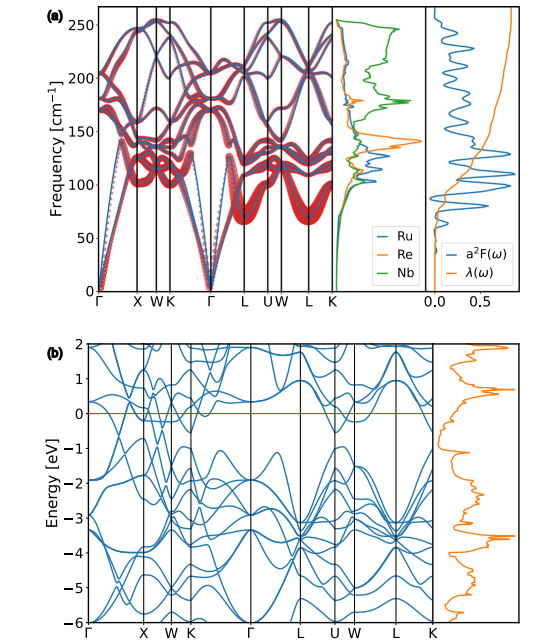 (a)
Frequency [cm⁻¹]
250
200
150
100
50
0
Γ X W K Γ L U W L K
Ru
Re
Nb
0.0 0.5
a²F(ω)
λ(ω)
(b)
Energy [eV]
2
1
0
−1
−2
−3
−4
−5
−6
Γ X W K Γ L U W L K